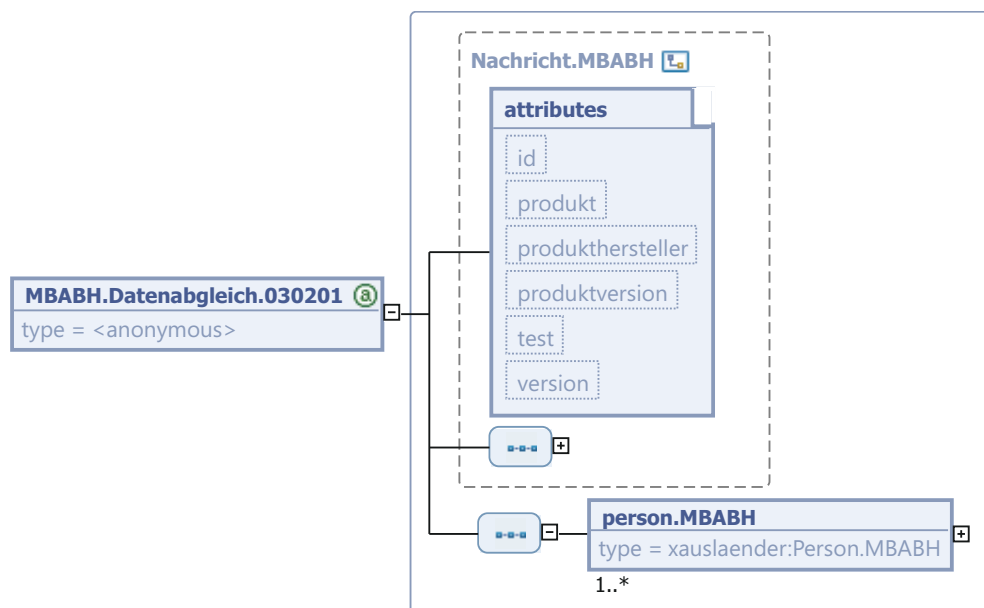 Nachricht.MBABH
attributes
id
produkt
produkthersteller
produktversion
test
version
MBABH.Datenabgleich.030201 a
type = <anonymous>
person.MBABH
type = xauslaender:Person.MBABH
1..*